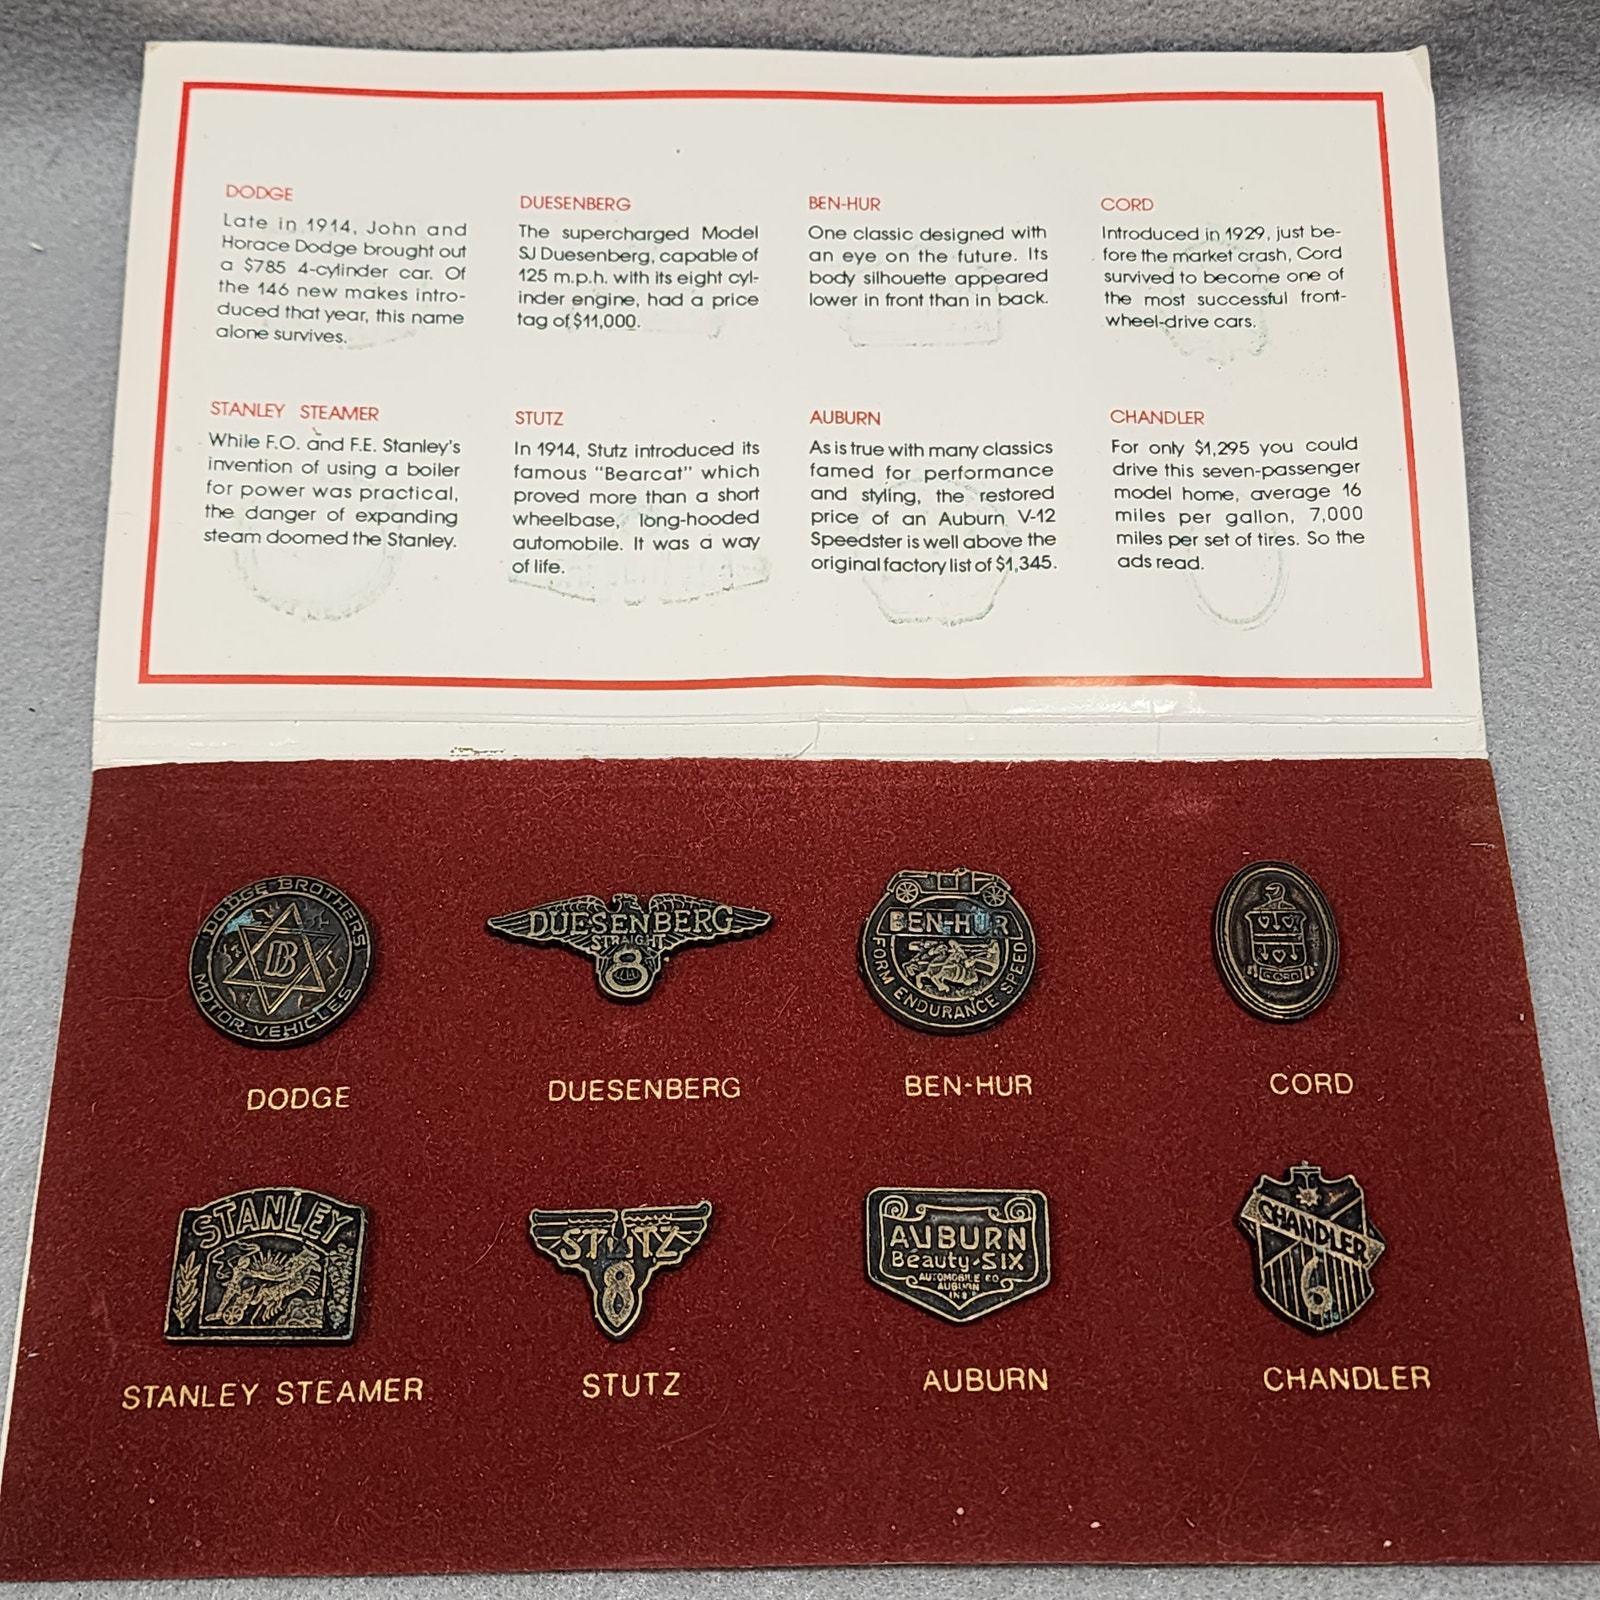 DODGE
Late in 1914, John and
Horace Dodge brought out
a $785 4-cylinder car. Of
the 146 new makes intro-
duced that year, this name
alone survives.
DUESENBERG
The supercharged Model
SJ Duesenberg, capable of
125 m.p.h. with its eight cyl-
inder engine, had a price
tag of $11,000.
BEN-HUR
One classic designed with
an eye on the future. Its
body silhouette appeared
lower in front than in back.
CORD
Introduced in 1929, just be-
fore the market crash, Cord
survived to become one of
the most successful front-
wheel-drive cars.
STANLEY STEAMER
While F.O. and F.E. Stanley's
invention of using a boiler
for power was practical,
the danger of expanding
steam doomed the Stanley.
STUTZ
In 1914, Stutz introduced its
famous "Bearcat" which
proved more than a short
wheelbase, long-hooded
automobile. It was a way
of life.
AUBURN
As is true with many classics
famed for performance
and styling, the restored
price of an Auburn V-12
Speedster is well above the
original factory list of $1,345.
CHANDLER
For only $1,295 you could
drive this seven-passenger
model home, average 16
miles per gallon, 7,000
miles per set of tires. So the
ads read.
DODGE BROTHERS
DB
MOTOR VEHICLES
DUESENBERG
STRAIGHT
8
BEN-HUR
FORM ENDURANCE SPEED
CORD
DODGE
DUESENBERG
BEN-HUR
CORD
STANLEY
STUTZ
8
AUBURN
Beauty-SIX
AUTOMOBILE CO
AUBURN
IND
CHANDLER
6
STANLEY STEAMER
STUTZ
AUBURN
CHANDLER